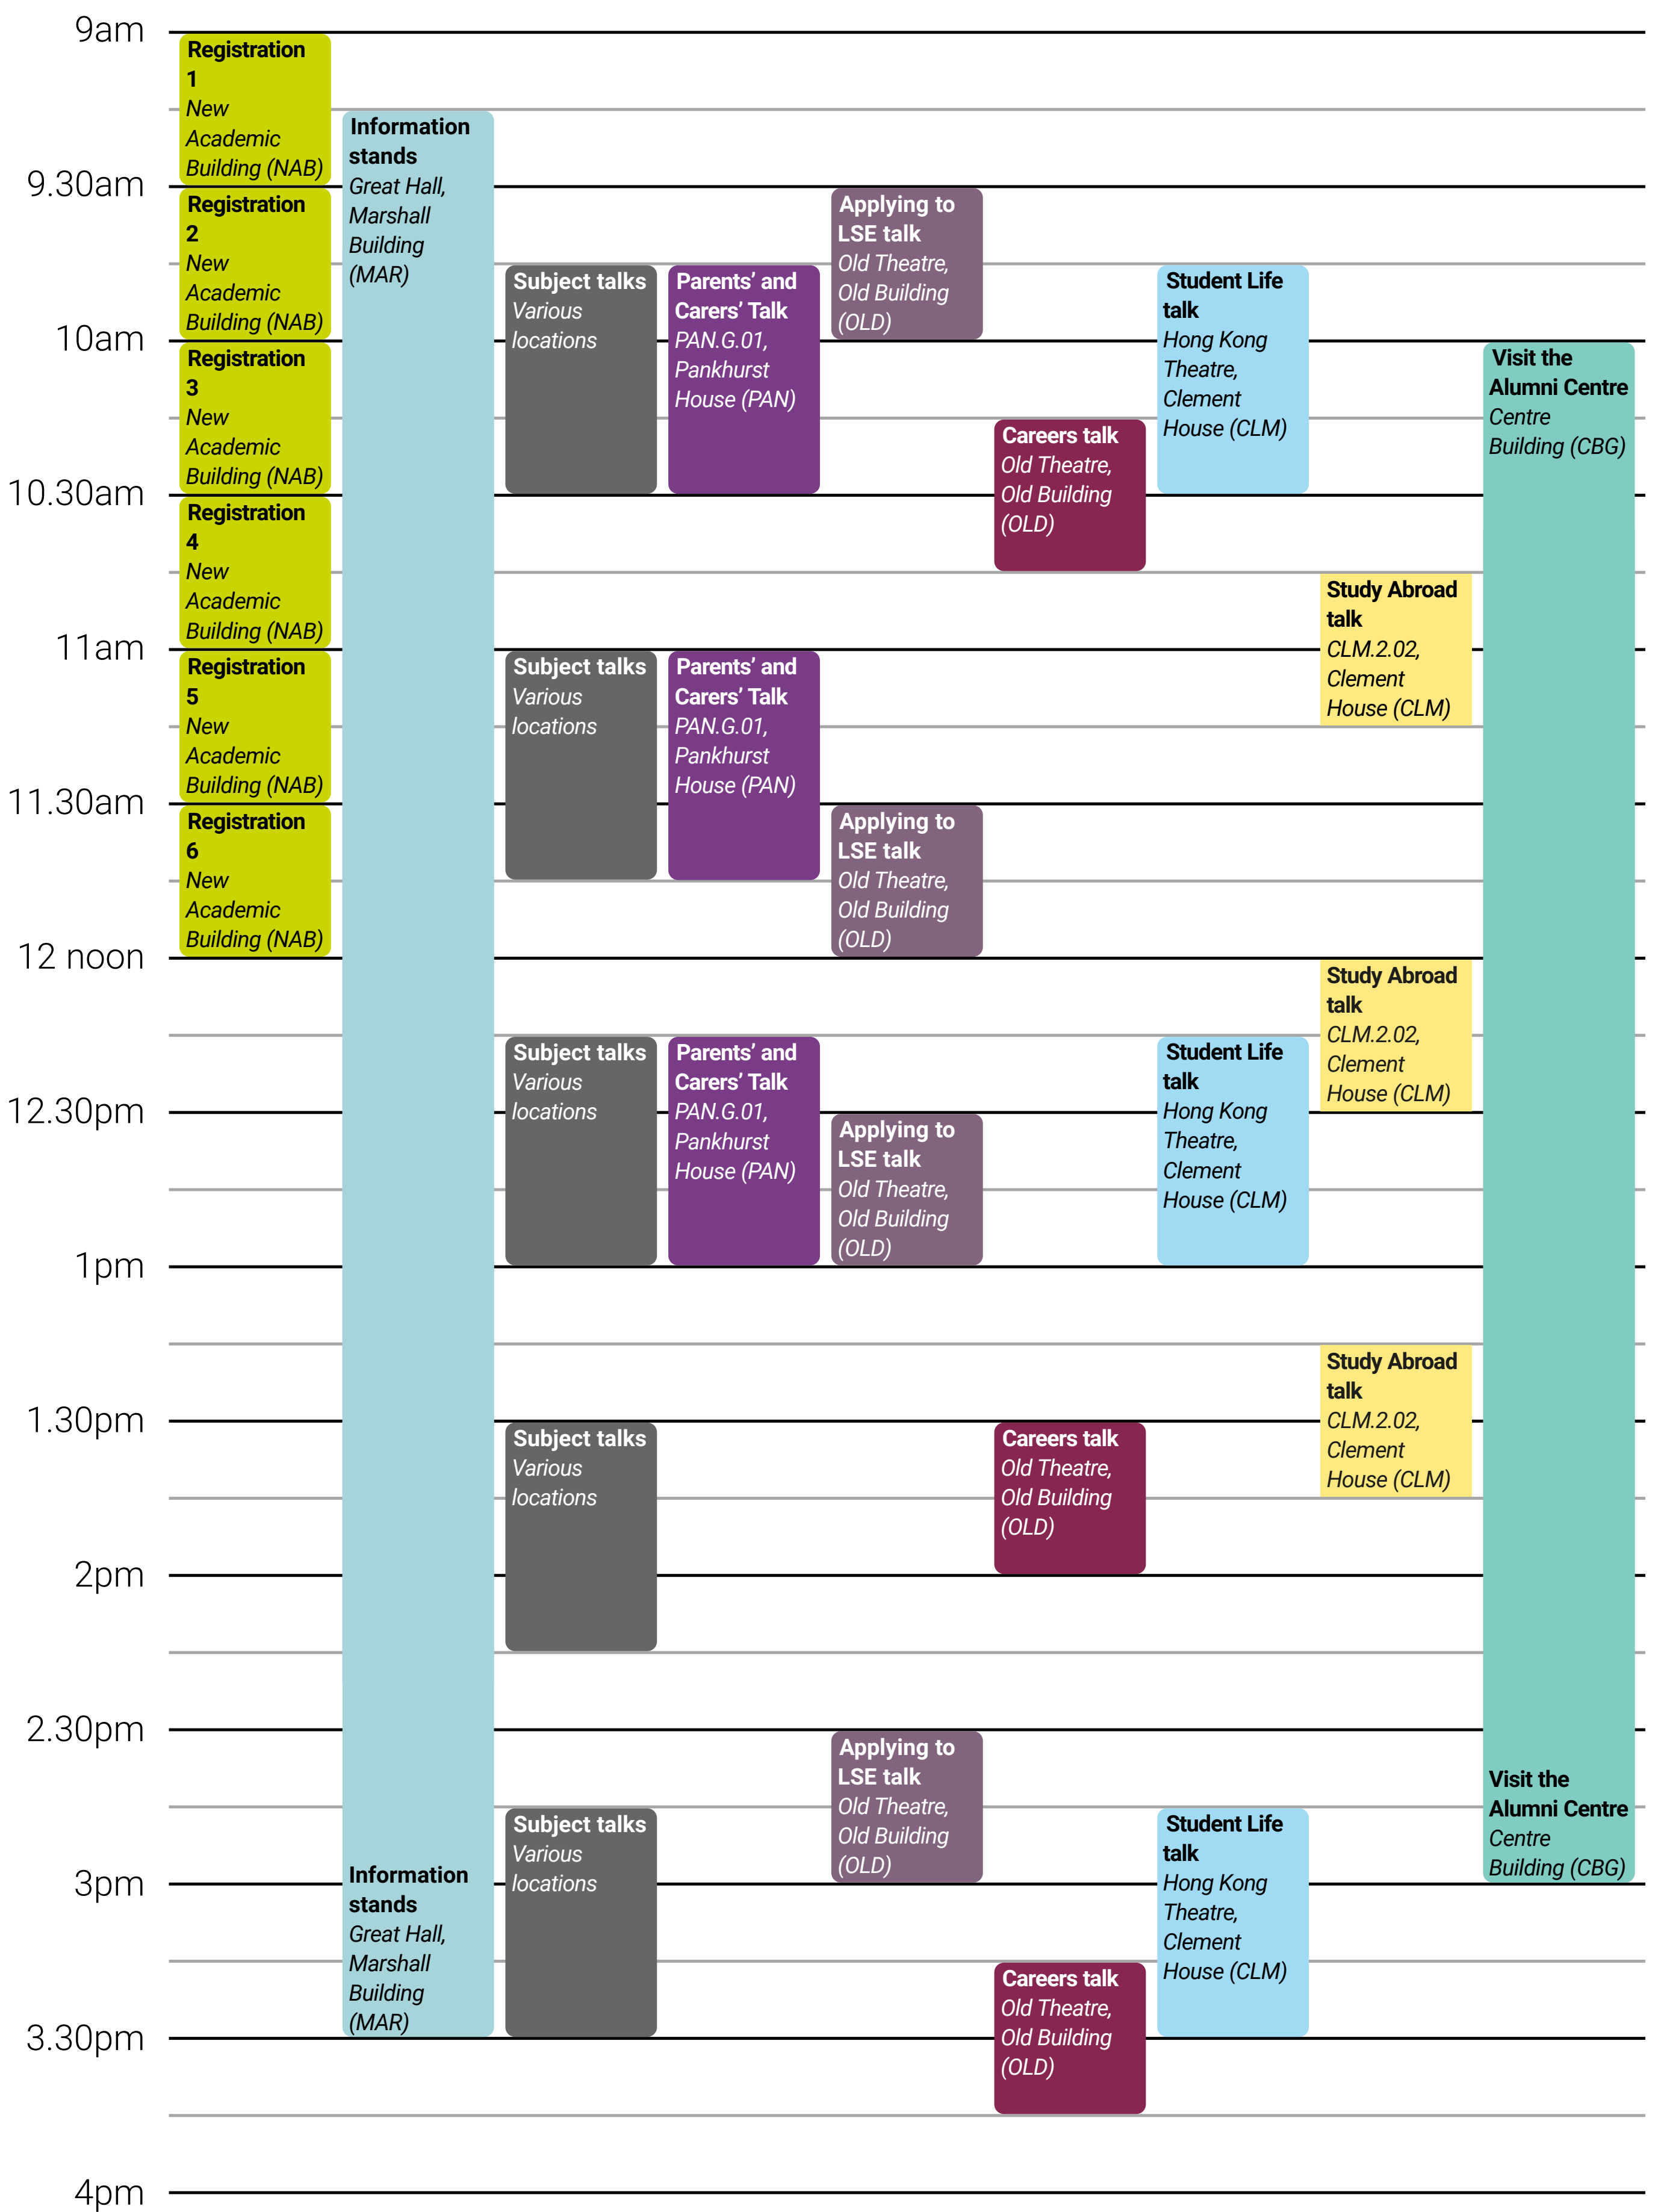 9am
9.30am
10am
10.30am
11am
11.30am
12 noon
12.30pm
1pm
1.30pm
2pm
2.30pm
3pm
3.30pm
4pm
Registration
1
New
Academic
Building (NAB)
Registration
2
New
Academic
Building (NAB)
Registration
3
New
Academic
Building (NAB)
Registration
4
New
Academic
Building (NAB)
Registration
5
New
Academic
Building (NAB)
Registration
6
New
Academic
Building (NAB)
Information
stands
Great Hall,
Marshall
Building
(MAR)
Information
stands
Great Hall,
Marshall
Building
(MAR)
Subject talks
Various
locations
Subject talks
Various
locations
Subject talks
Various
locations
Subject talks
Various
locations
Subject talks
Various
locations
Parents’ and
Carers’ Talk
PAN.G.01,
Pankhurst
House (PAN)
Parents’ and
Carers’ Talk
PAN.G.01,
Pankhurst
House (PAN)
Parents’ and
Carers’ Talk
PAN.G.01,
Pankhurst
House (PAN)
Applying to
LSE talk
Old Theatre,
Old Building
(OLD)
Applying to
LSE talk
Old Theatre,
Old Building
(OLD)
Applying to
LSE talk
Old Theatre,
Old Building
(OLD)
Applying to
LSE talk
Old Theatre,
Old Building
(OLD)
Careers talk
Old Theatre,
Old Building
(OLD)
Careers talk
Old Theatre,
Old Building
(OLD)
Careers talk
Old Theatre,
Old Building
(OLD)
Student Life
talk
Hong Kong
Theatre,
Clement
House (CLM)
Student Life
talk
Hong Kong
Theatre,
Clement
House (CLM)
Student Life
talk
Hong Kong
Theatre,
Clement
House (CLM)
Study Abroad
talk
CLM.2.02,
Clement
House (CLM)
Study Abroad
talk
CLM.2.02,
Clement
House (CLM)
Study Abroad
talk
CLM.2.02,
Clement
House (CLM)
Visit the
Alumni Centre
Centre
Building (CBG)
Visit the
Alumni Centre
Centre
Building (CBG)